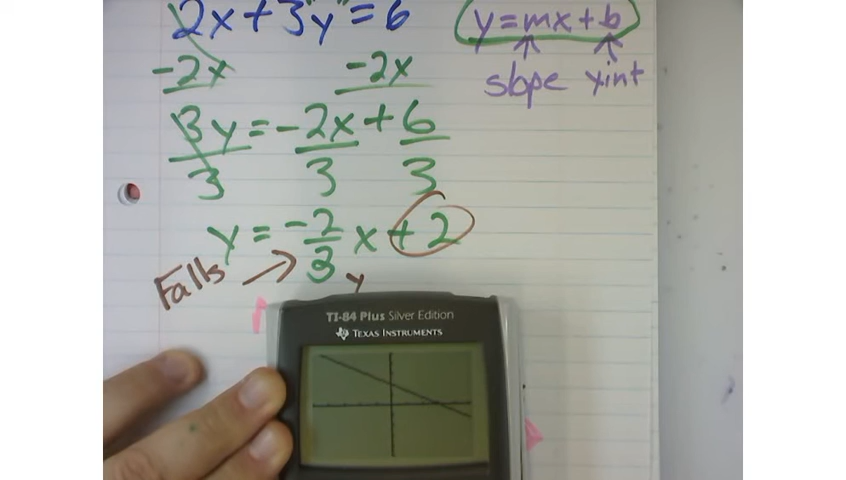 2x+3y=6
y=mx+b
-2x -2x
slope yint
3y=-2x+6
3 3 3
y=-2/3x+2
Falls
y
TI-84 Plus Silver Edition
TEXAS INSTRUMENTS